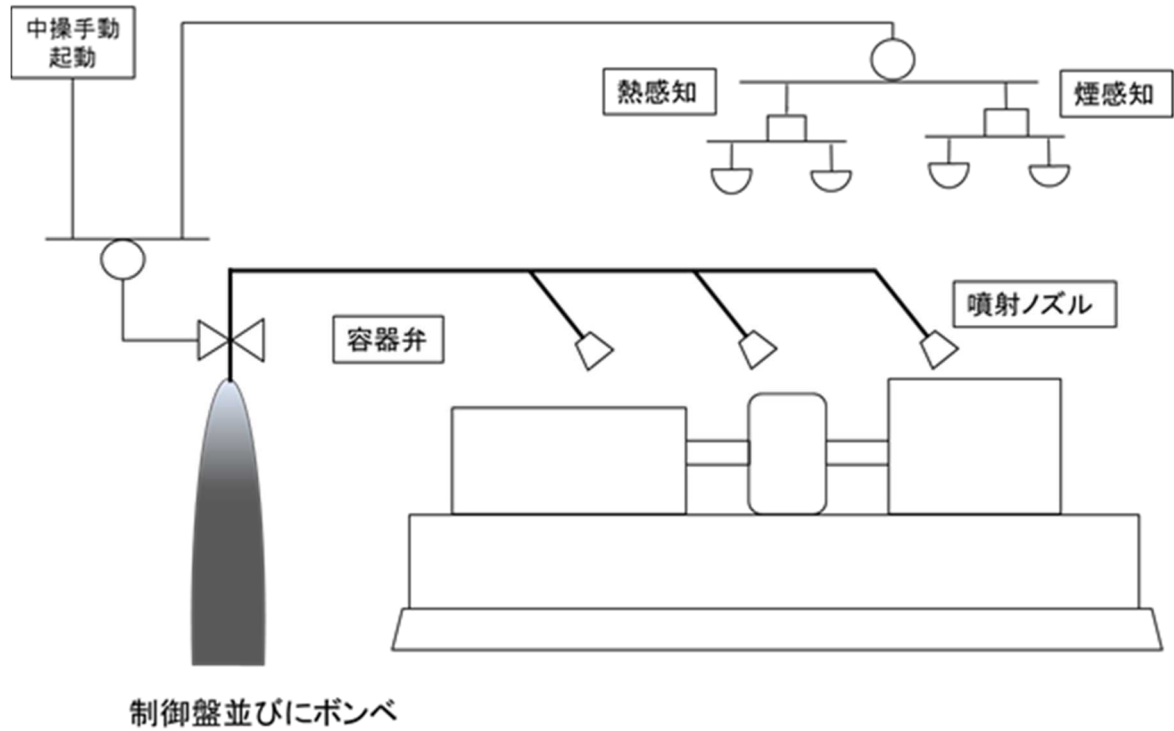 中操手動
起動
熱感知
煙感知
噴射ノズル
容器弁
制御盤並びにボンベ